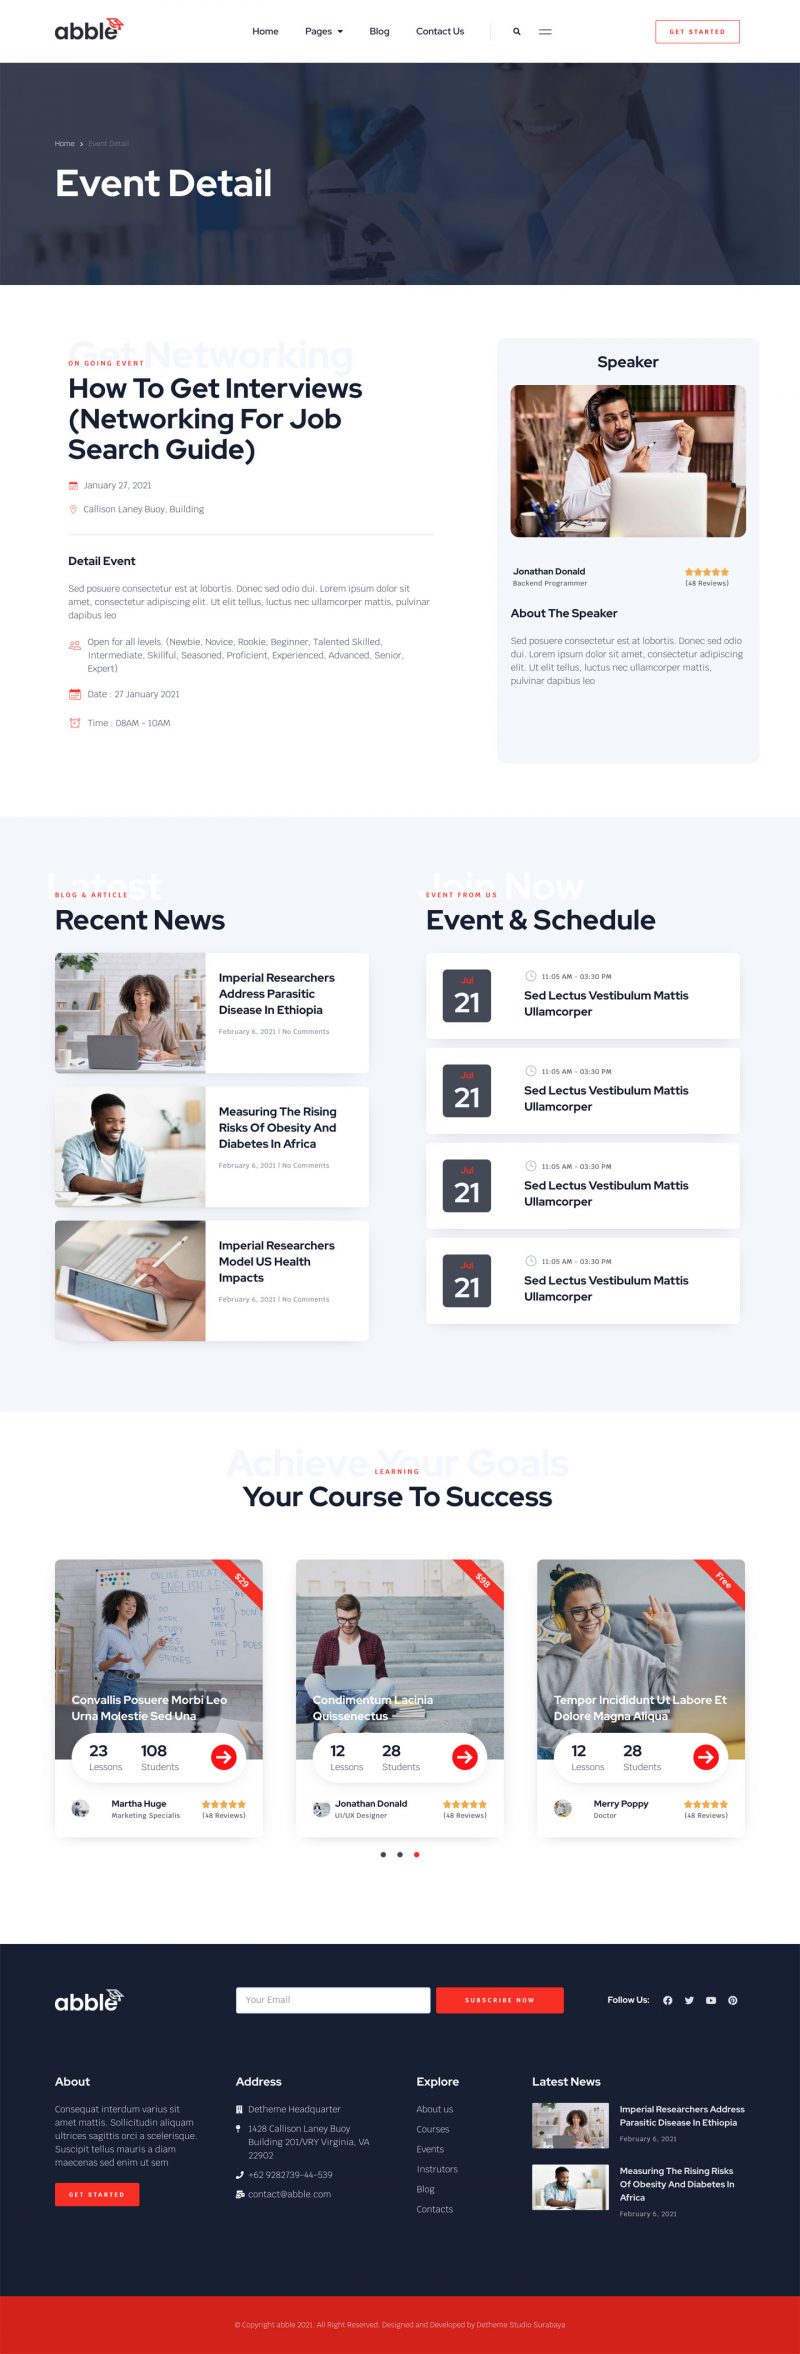 abble
Home
Pages
Blog
Contact Us
GET STARTED
Home > Event Detail
Event Detail
Get Networking
ON GOING EVENT
How To Get Interviews
(Networking For Job
Search Guide)
January 27, 2021
Callison Laney Buoy, Building
Detail Event
Sed posuere consectetur est at lobortis. Donec sed odio dui. Lorem ipsum dolor sit
amet, consectetur adipiscing elit. Ut elit tellus, luctus nec ullamcorper mattis, pulvinar
dapibus leo
Open for all levels. (Newbie, Novice, Rookie, Beginner, Talented Skilled,
Intermediate, Skillful, Seasoned, Proficient, Experienced, Advanced, Senior,
Expert)
Date : 27 January 2021
Time : 08AM - 10AM
Speaker
Jonathan Donald
Backend Programmer
(48 Reviews)
About The Speaker
Sed posuere consectetur est at lobortis. Donec sed odio
dui. Lorem ipsum dolor sit amet, consectetur adipiscing
elit. Ut elit tellus, luctus nec ullamcorper mattis,
pulvinar dapibus leo
Latest
BLOG & ARTICLE
Recent News
Imperial Researchers
Address Parasitic
Disease In Ethiopia
February 6, 2021 | No Comments
Measuring The Rising
Risks Of Obesity And
Diabetes In Africa
February 6, 2021 | No Comments
Imperial Researchers
Model US Health
Impacts
February 6, 2021 | No Comments
Join Now
EVENT FROM US
Event & Schedule
Jul
21
11:05 AM - 03:30 PM
Sed Lectus Vestibulum Mattis
Ullamcorper
Jul
21
11:05 AM - 03:30 PM
Sed Lectus Vestibulum Mattis
Ullamcorper
Jul
21
11:05 AM - 03:30 PM
Sed Lectus Vestibulum Mattis
Ullamcorper
Jul
21
11:05 AM - 03:30 PM
Sed Lectus Vestibulum Mattis
Ullamcorper
Achieve Your Goals
LEARNING
Your Course To Success
$29
ONLINE EDUCATION
ENGLISH LESSON
DO
WORK
STUDY
I
YOU
WE
THEY
HE
SHE
IT
DON'T
DOES
Convallis Posuere Morbi Leo
Urna Molestie Sed Una
23
Lessons
108
Students
Martha Huge
Marketing Specialis
(48 Reviews)
$98
Condimentum Lacinia
Quissenectus
12
Lessons
28
Students
Jonathan Donald
UI/UX Designer
(48 Reviews)
Free
Tempor Incididunt Ut Labore Et
Dolore Magna Aliqua
12
Lessons
28
Students
Merry Poppy
Doctor
(48 Reviews)
abble
Your Email
SUBSCRIBE NOW
Follow Us:
About
Consequat interdum varius sit
amet mattis. Sollicitudin aliquam
ultrices sagittis orci a scelerisque.
Suscipit tellus mauris a diam
maecenas sed enim ut sem
GET STARTED
Address
Detheme Headquarter
1428 Callison Laney Buoy
Building 201/VRY Virginia, VA
22902
+62 9282739-44-539
contact@abble.com
Explore
About us
Courses
Events
Instrutors
Blog
Contacts
Latest News
Imperial Researchers Address
Parasitic Disease In Ethiopia
February 6, 2021
Measuring The Rising Risks
Of Obesity And Diabetes In
Africa
February 6, 2021
© Copyright abble 2021. All Right Reserved. Designed and Developed by Detheme Studio Surabaya